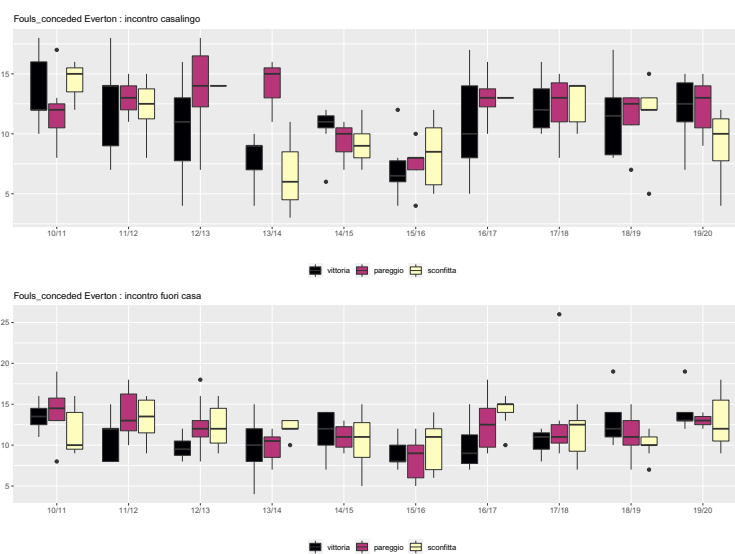 Fouls_conceded Everton : incontro casalingo
15
10
5
10/11 11/12 12/13 13/14 14/15 15/16 16/17 17/18 18/19 19/20
vittoria pareggio sconfitta
Fouls_conceded Everton : incontro fuori casa
25
20
15
10
5
10/11 11/12 12/13 13/14 14/15 15/16 16/17 17/18 18/19 19/20
vittoria pareggio sconfitta